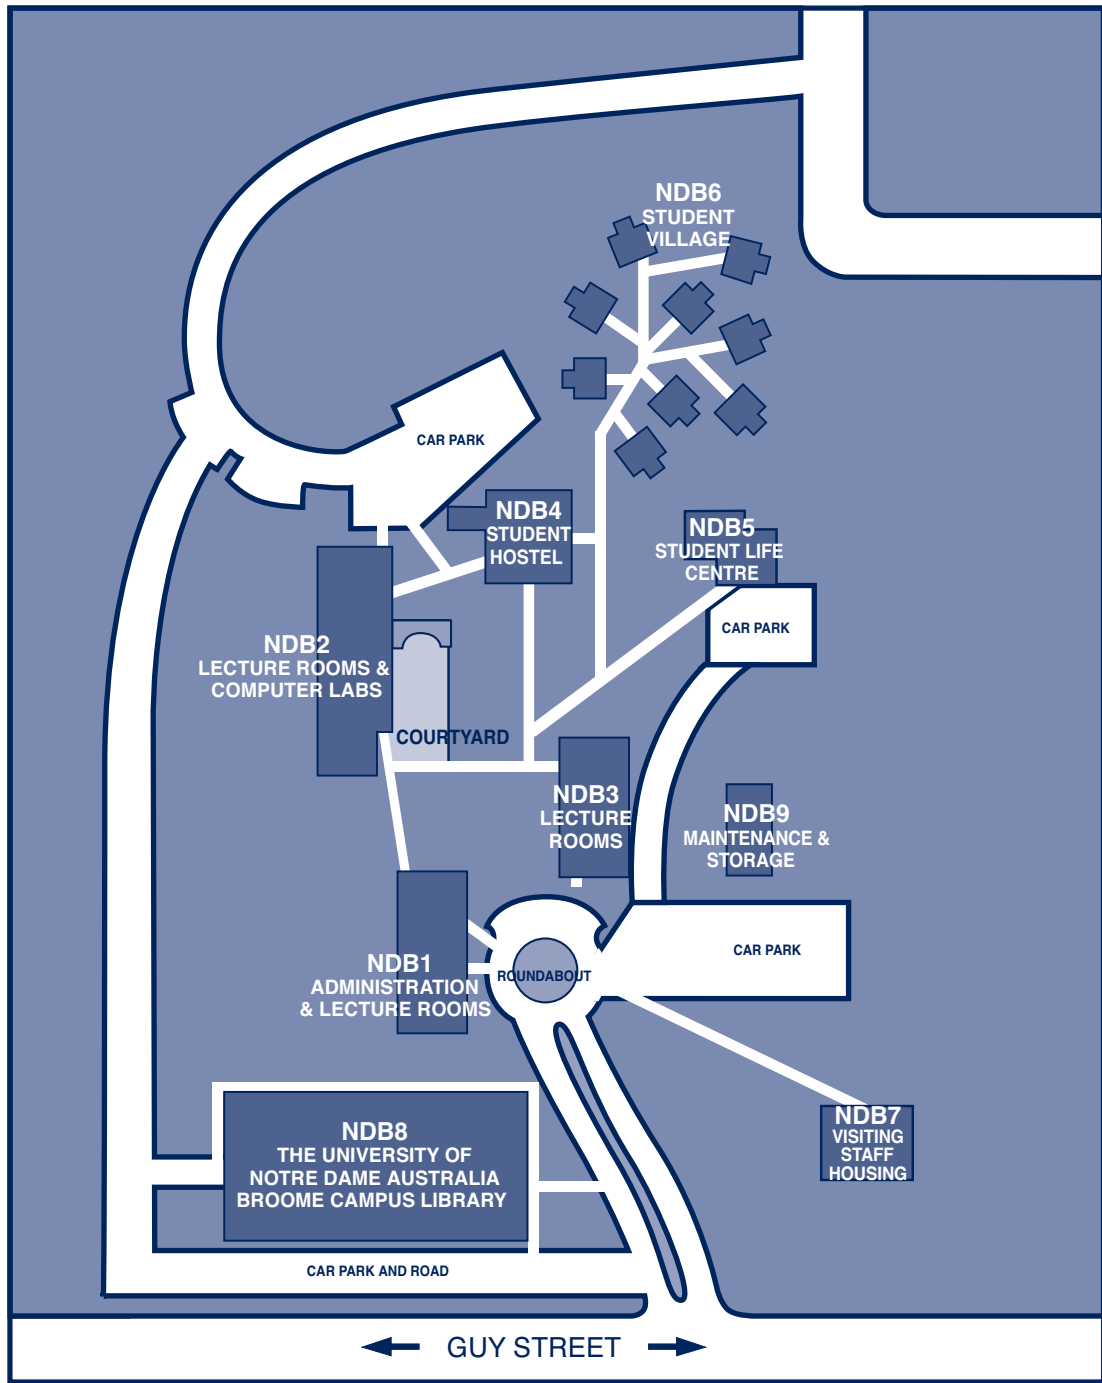 NDB6
STUDENT
VILLAGE
CAR PARK
NDB4
STUDENT
HOSTEL
NDB5
STUDENT LIFE
CENTRE
CAR PARK
NDB2
LECTURE ROOMS &
COMPUTER LABS
COURTYARD
NDB3
LECTURE
ROOMS
NDB9
MAINTENANCE &
STORAGE
CAR PARK
NDB1
ADMINISTRATION
& LECTURE ROOMS
ROUNDABOUT
NDB7
VISITING
STAFF
HOUSING
NDB8
THE UNIVERSITY OF
NOTRE DAME AUSTRALIA
BROOME CAMPUS LIBRARY
CAR PARK AND ROAD
GUY STREET